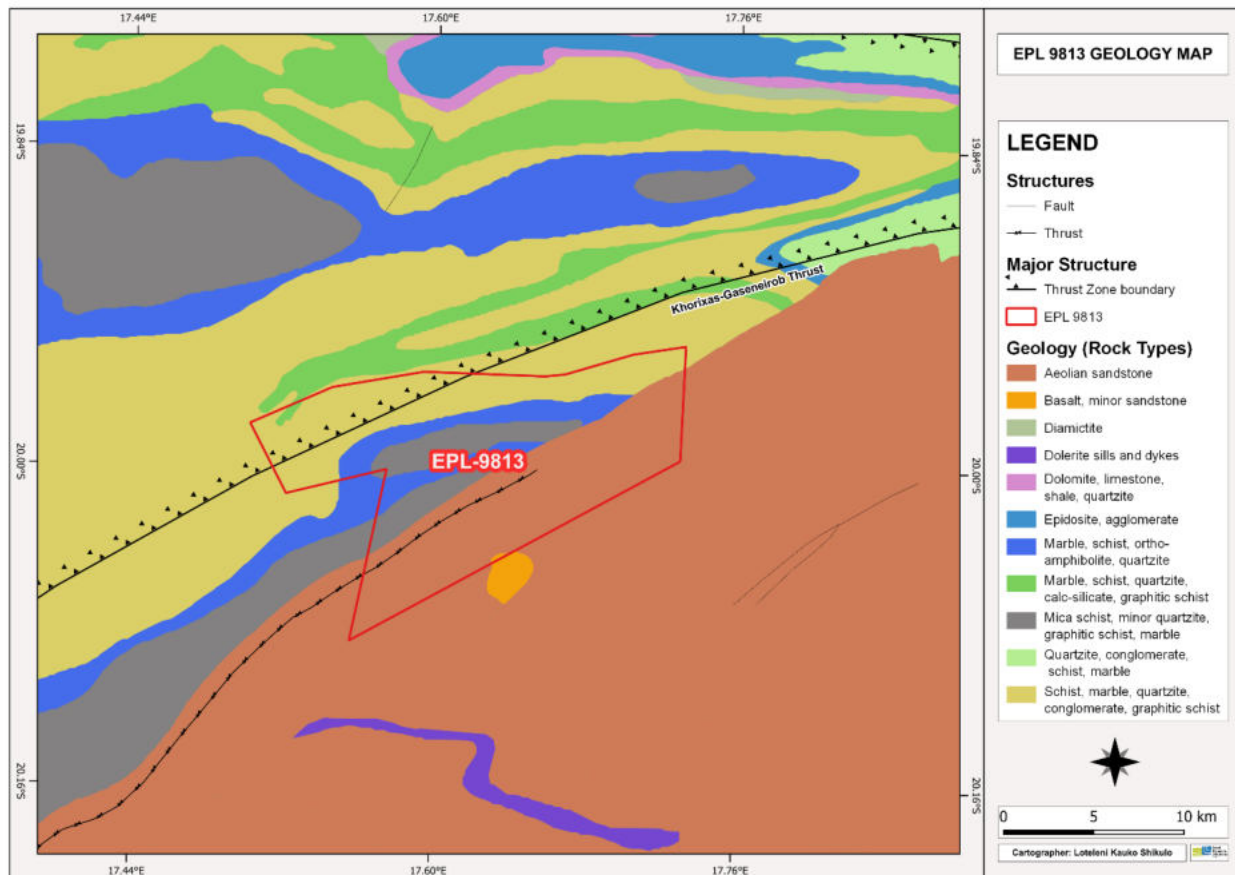 17.44°E 17.60°E 17.76°E
EPL 9813 GEOLOGY MAP
19.84°S
19.84°S
20.00°S
20.00°S
20.16°S
20.16°S
Khorixas-Gaseneirob Thrust
EPL-9813
17.44°E 17.60°E 17.76°E
LEGEND
Structures
Fault
Thrust
Major Structure
Thrust Zone boundary
EPL 9813
Geology (Rock Types)
Aeolian sandstone
Basalt, minor sandstone
Diamictite
Dolerite sills and dykes
Dolomite, limestone,
shale, quartzite
Epidosite, agglomerate
Marble, schist, ortho-
amphibolite, quartzite
Marble, schist, quartzite,
calc-silicate, graphitic schist
Mica schist, minor quartzite,
graphitic schist, marble
Quartzite, conglomerate,
schist, marble
Schist, marble, quartzite,
conglomerate, graphitic schist
0 5 10 km
Cartographer: Loteleni Kauko Shikulo